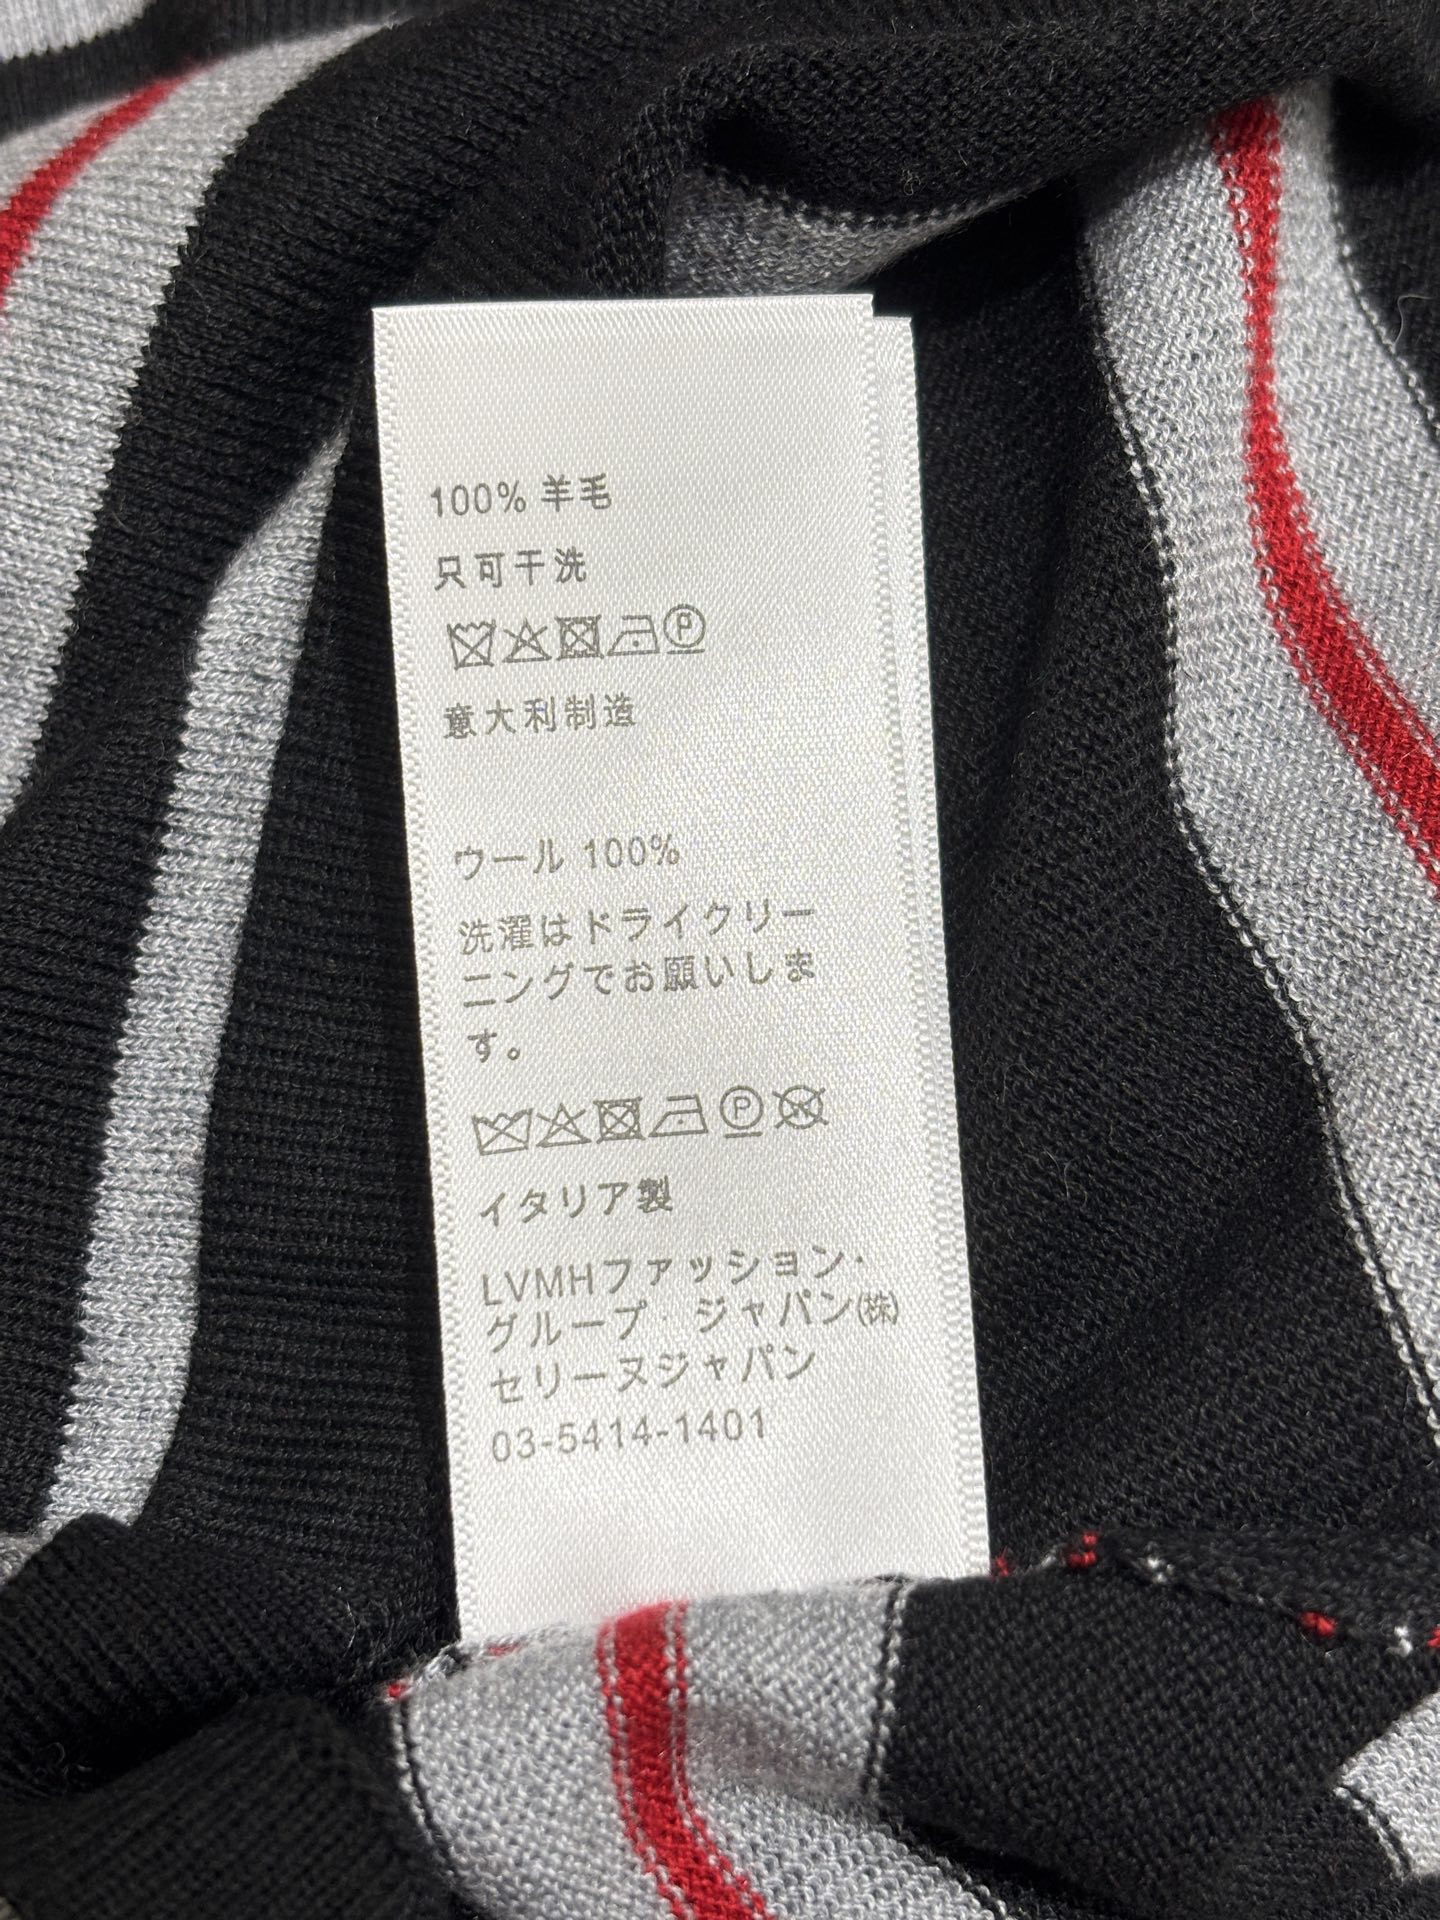 100% 羊毛
只可干洗
P
意大利制造
ウール 100%
洗濯はドライクリー
ニングでお願いしま
す。
P W
イタリア製
LVMHファッション・
グループ・ジャパン㈱
セリーヌジャパン
03-5414-1401